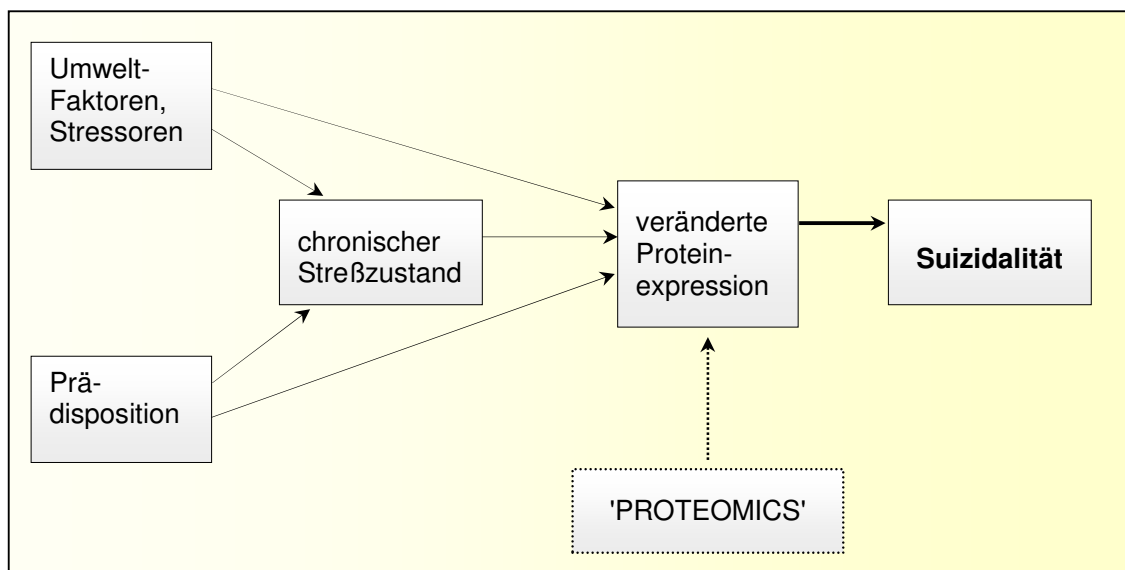 Umwelt-
Faktoren,
Stressoren
chronischer
Streßzustand
Prä-
disposition
veränderte
Protein-
expression
Suizidalität
'PROTEOMICS'